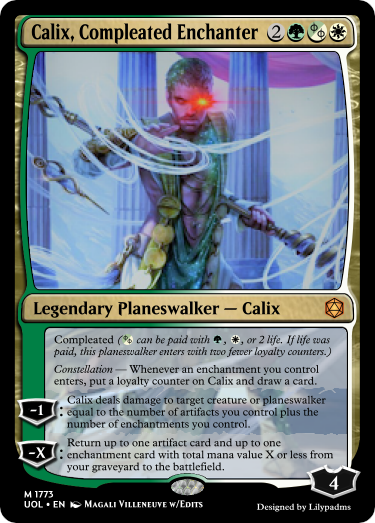 Calix, Compleated Enchanter 2
Legendary Planeswalker — Calix
Compleated ( can be paid with , , or 2 life. If life was
paid, this planeswalker enters with two fewer loyalty counters.)
Constellation — Whenever an enchantment you control
enters, put a loyalty counter on Calix and draw a card.
-1 : Calix deals damage to target creature or planeswalker
equal to the number of artifacts you control plus the
number of enchantments you control.
-X : Return up to one artifact card and up to one
enchantment card with total mana value X or less from
your graveyard to the battlefield.
4
M 1773
UOL • EN Magali Villeneuve w/Edits
Designed by Lilypadms